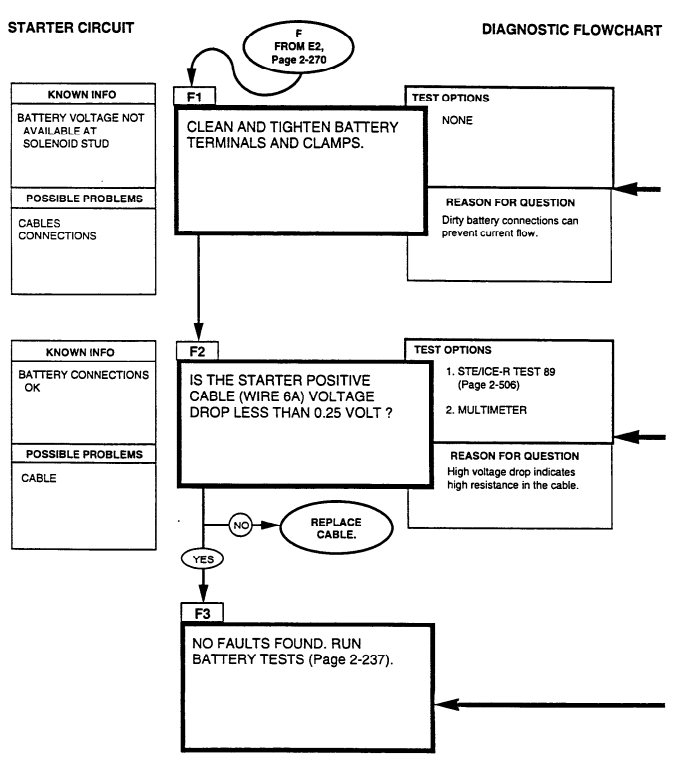 STARTER CIRCUIT
DIAGNOSTIC FLOWCHART
F
FROM E2,
Page 2-270
KNOWN INFO
BATTERY VOLTAGE NOT
AVAILABLE AT
SOLENOID STUD
POSSIBLE PROBLEMS
CABLES
CONNECTIONS
F1
CLEAN AND TIGHTEN BATTERY
TERMINALS AND CLAMPS.
TEST OPTIONS
NONE
REASON FOR QUESTION
Dirty battery connections can
prevent current flow.
KNOWN INFO
BATTERY CONNECTIONS
OK
POSSIBLE PROBLEMS
CABLE
F2
IS THE STARTER POSITIVE
CABLE (WIRE 6A) VOLTAGE
DROP LESS THAN 0.25 VOLT ?
TEST OPTIONS
1. STE/ICE-R TEST 89
(Page 2-506)
2. MULTIMETER
REASON FOR QUESTION
High voltage drop indicates
high resistance in the cable.
NO
REPLACE
CABLE.
YES
F3
NO FAULTS FOUND. RUN
BATTERY TESTS (Page 2-237).